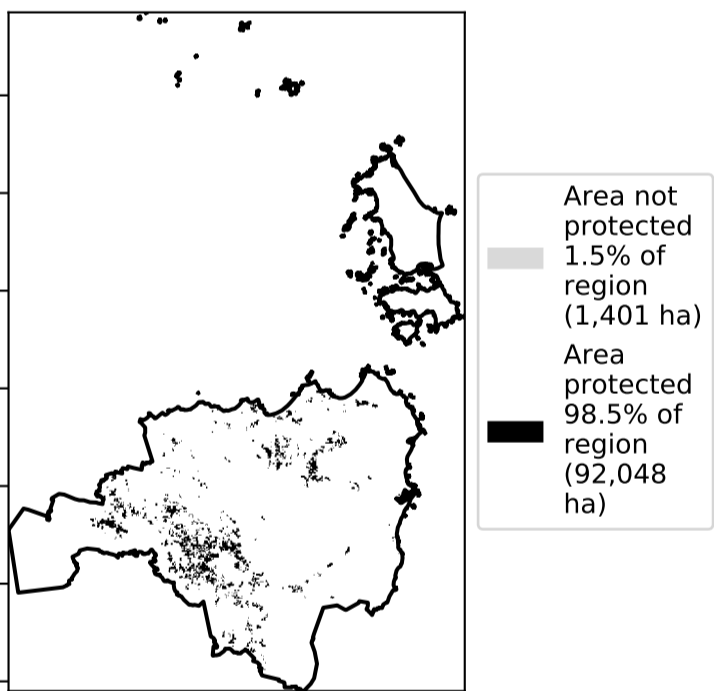 Area not
protected
1.5% of
region
(1,401 ha)
Area
protected
98.5% of
region
(92,048
ha)